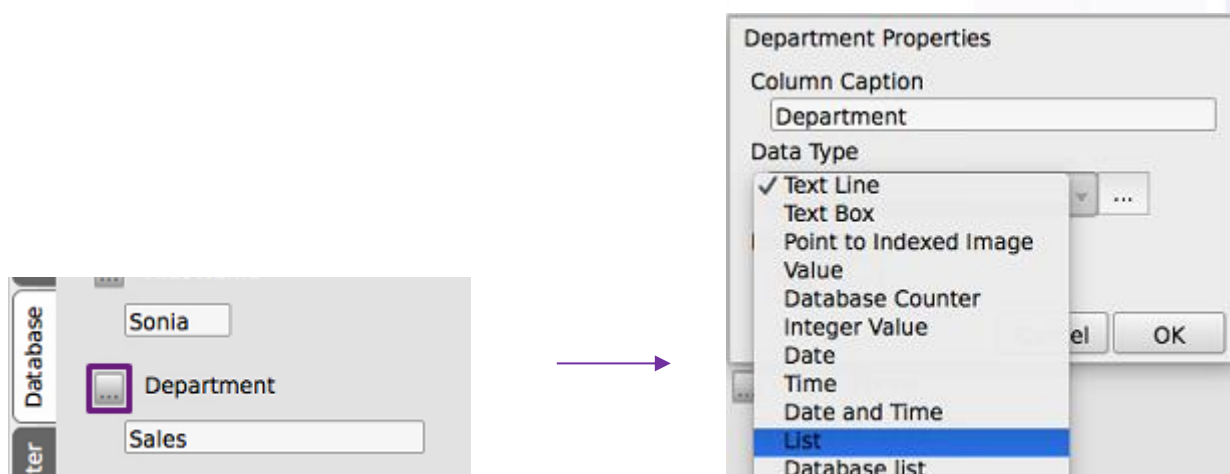 Department Properties
Column Caption
Department
Data Type
✓ Text Line
...
Text Box
Point to Indexed Image
Value
Database Counter
Integer Value
el
OK
Date
Time
Date and Time
List
Database list
...
Sonia
Database
... Department
Sales
ter